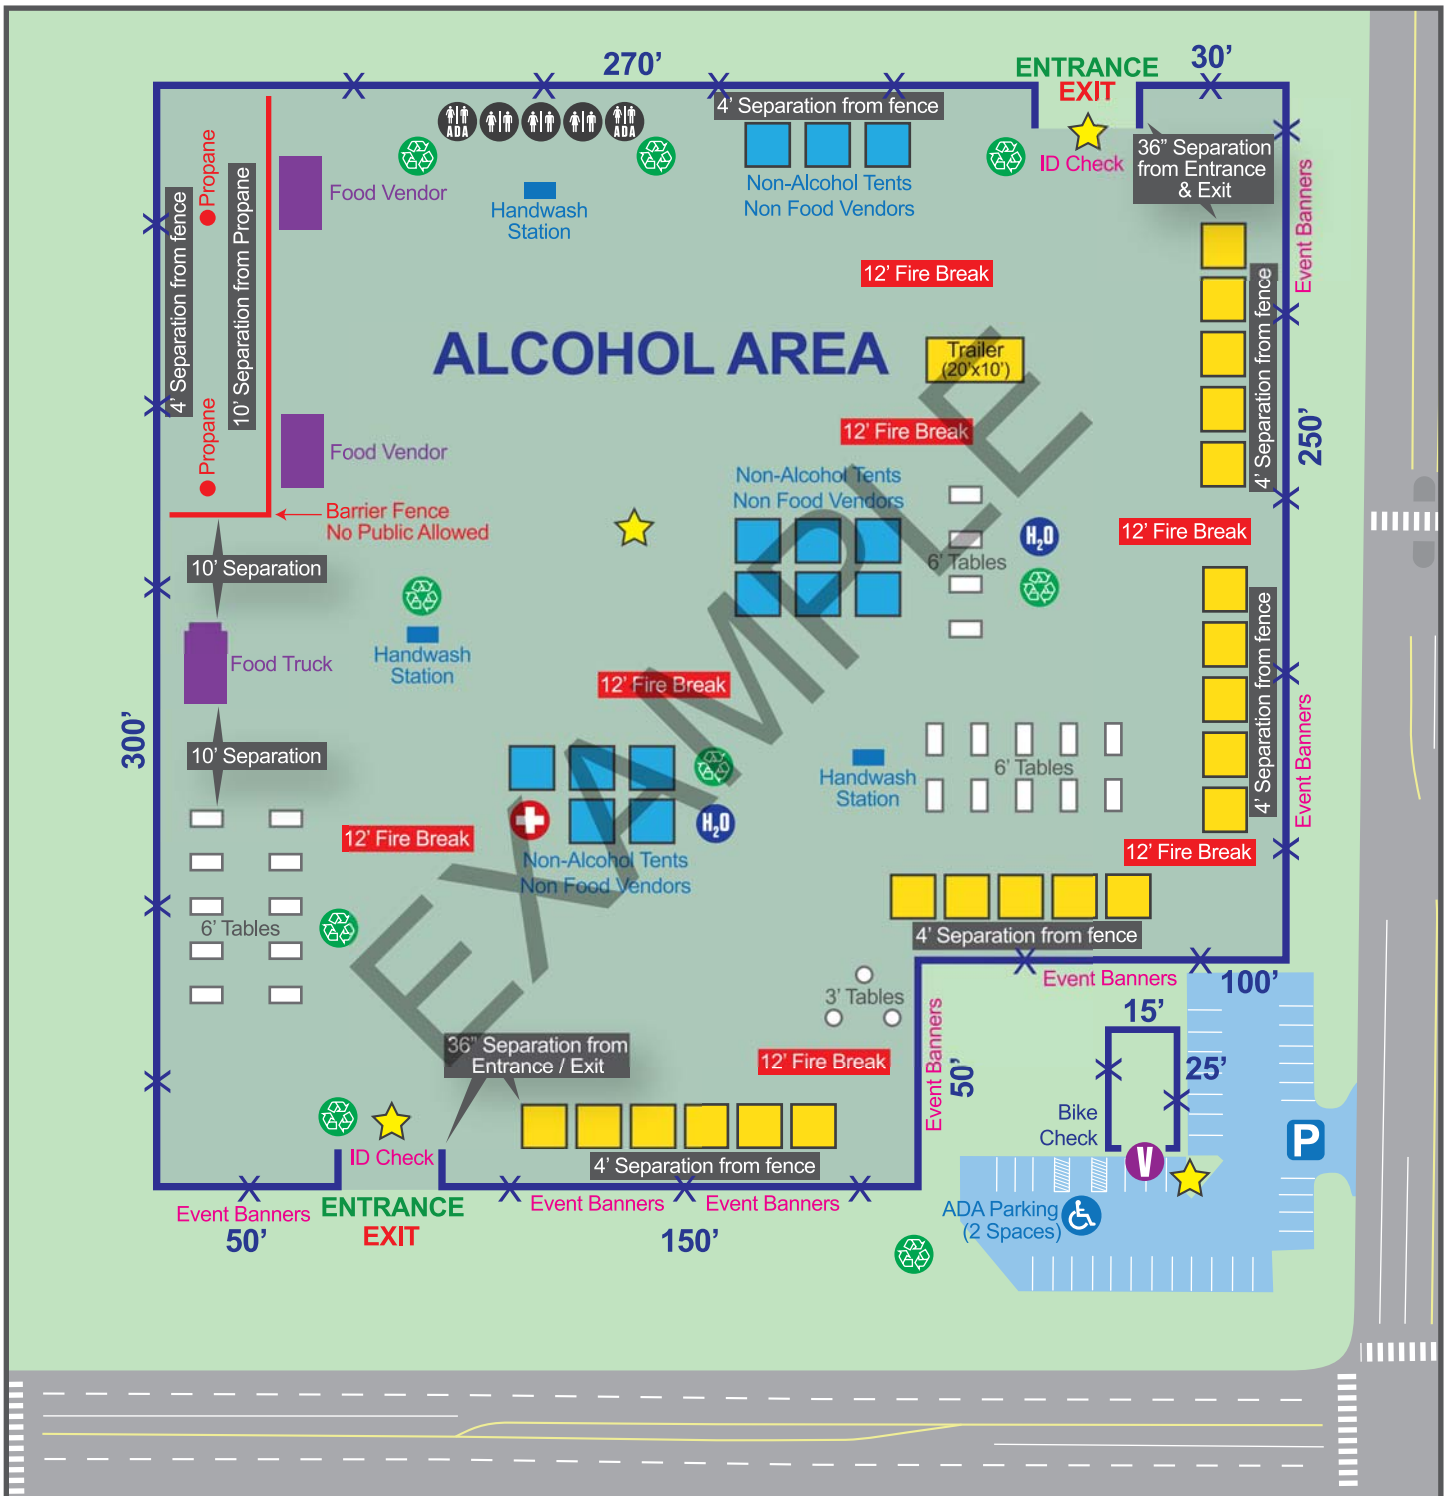 270’
ENTRANCE
EXIT
30’
ADA
ADA
4’ Separation from fence
ID Check
36” Separation
from Entrance
& Exit
Propane
4’ Separation from fence
10’ Separation from Propane
Food Vendor
Handwash
Station
Non-Alcohol Tents
Non Food Vendors
Event Banners
12’ Fire Break
4’ Separation from fence
ALCOHOL AREA
Trailer
(20’x10’)
Propane
Food Vendor
12’ Fire Break
250’
Non-Alcohol Tents
Non Food Vendors
Barrier Fence
No Public Allowed
12’ Fire Break
H2O
6’ Tables
10’ Separation
4’ Separation from fence
Food Truck
Handwash
Station
12’ Fire Break
EXAMPLE
300’
10’ Separation
Event Banners
6’ Tables
Handwash
Station
H2O
12’ Fire Break
12’ Fire Break
Non-Alcohol Tents
Non Food Vendors
6’ Tables
4’ Separation from fence
Event Banners
100’
3’ Tables
15’
Event Banners
50’
25’
36” Separation from
Entrance / Exit
12’ Fire Break
Bike
Check
V
P
ID Check
4’ Separation from fence
Event Banners
ENTRANCE
EXIT
Event Banners
Event Banners
50’
150’
ADA Parking
(2 Spaces)